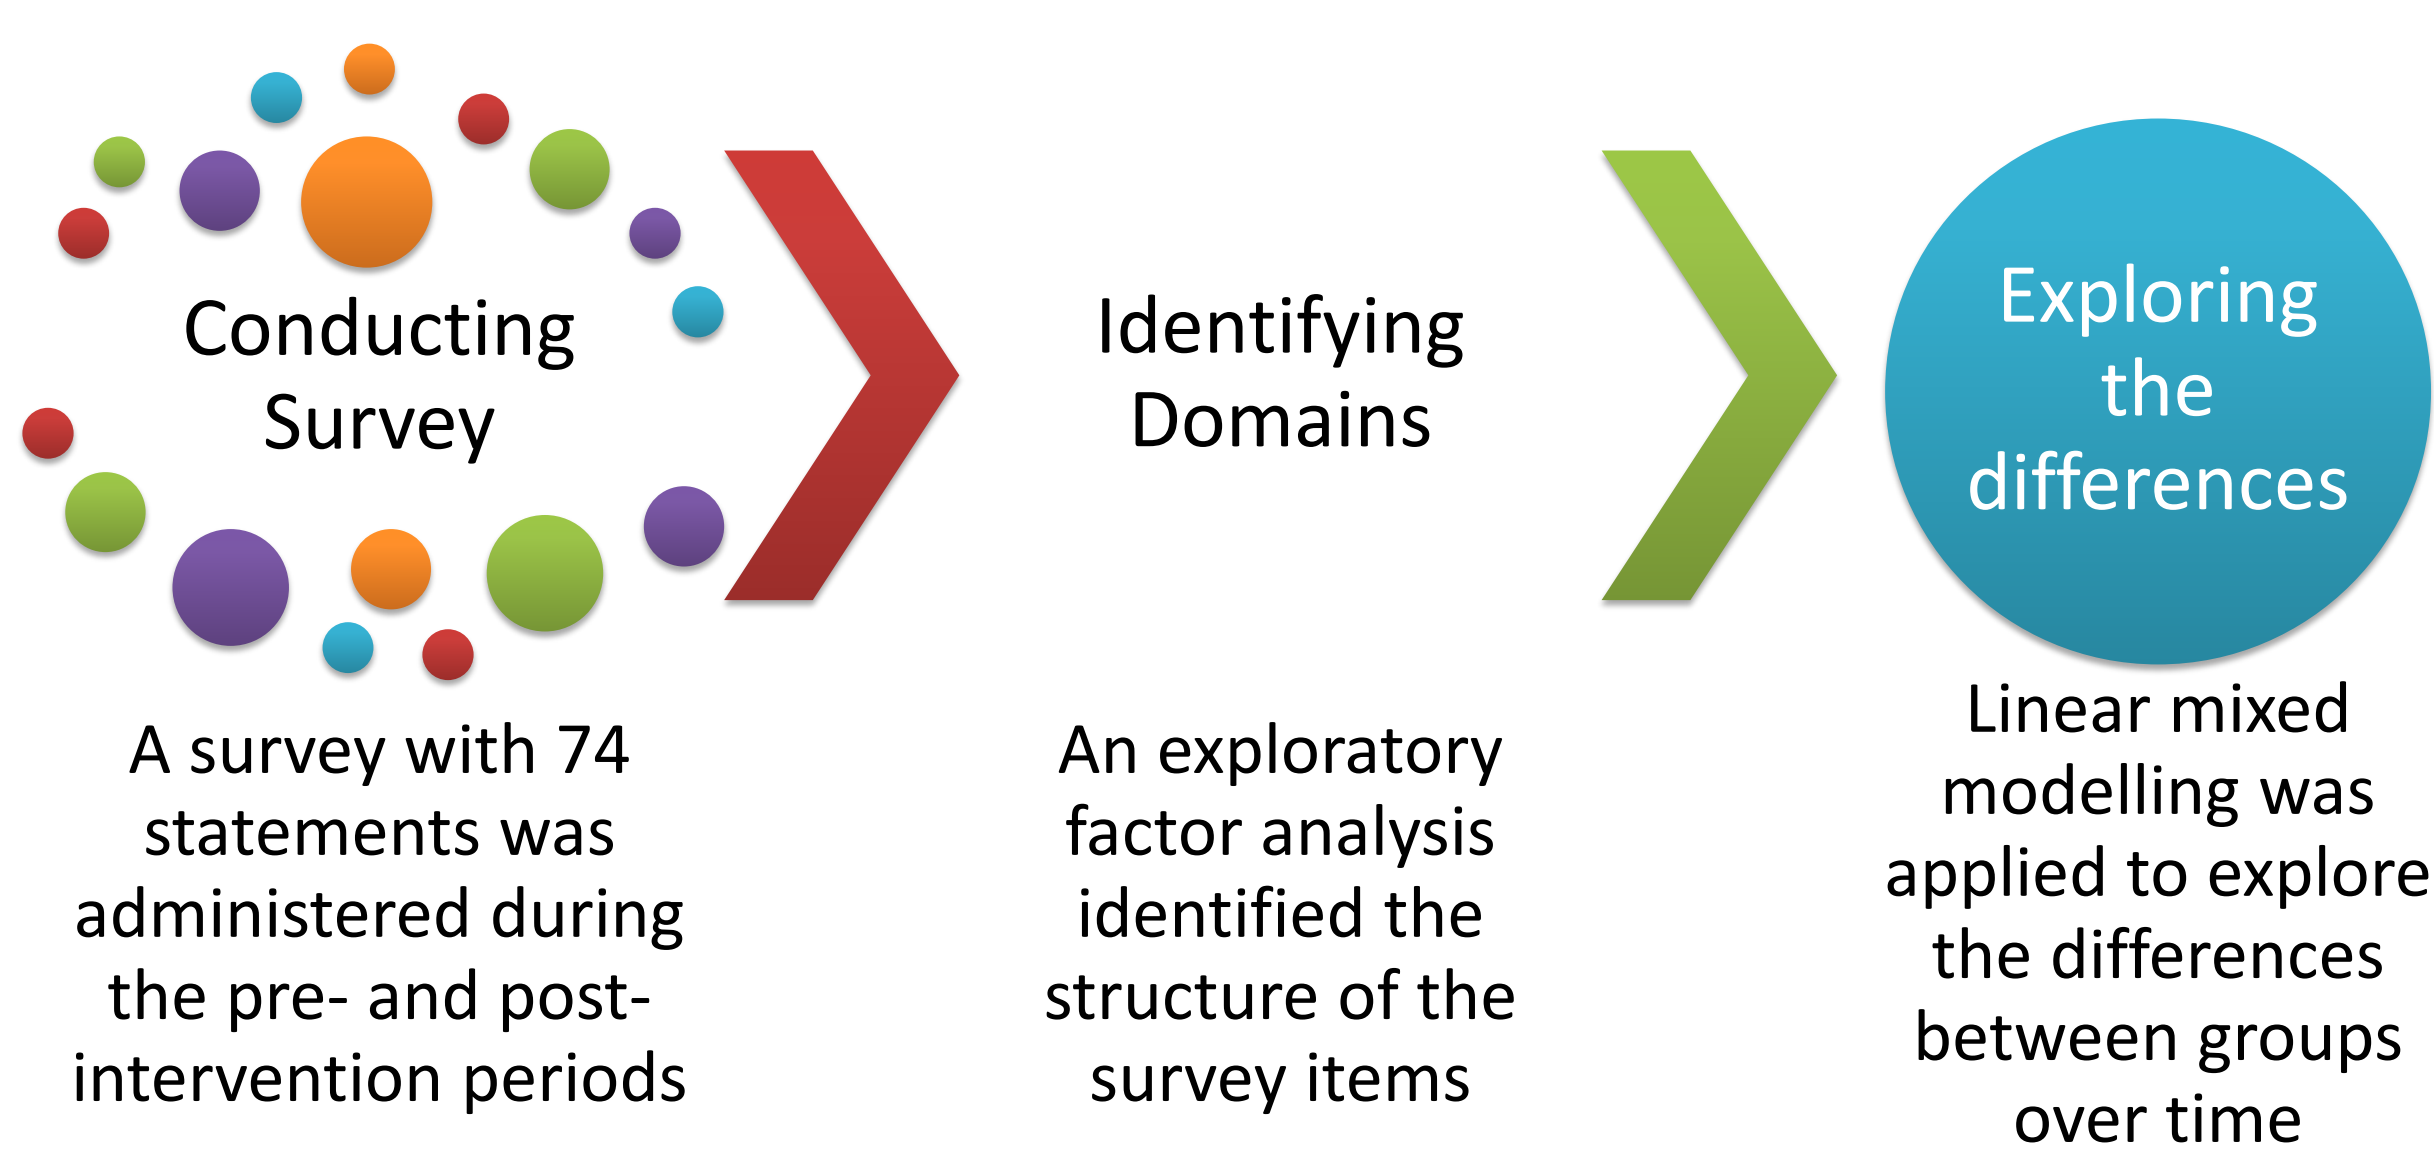 Conducting
Survey
A survey with 74
statements was
administered during
the pre- and post-
intervention periods
Identifying
Domains
An exploratory
factor analysis
identified the
structure of the
survey items
Exploring
the
differences
Linear mixed
modelling was
applied to explore
the differences
between groups
over time